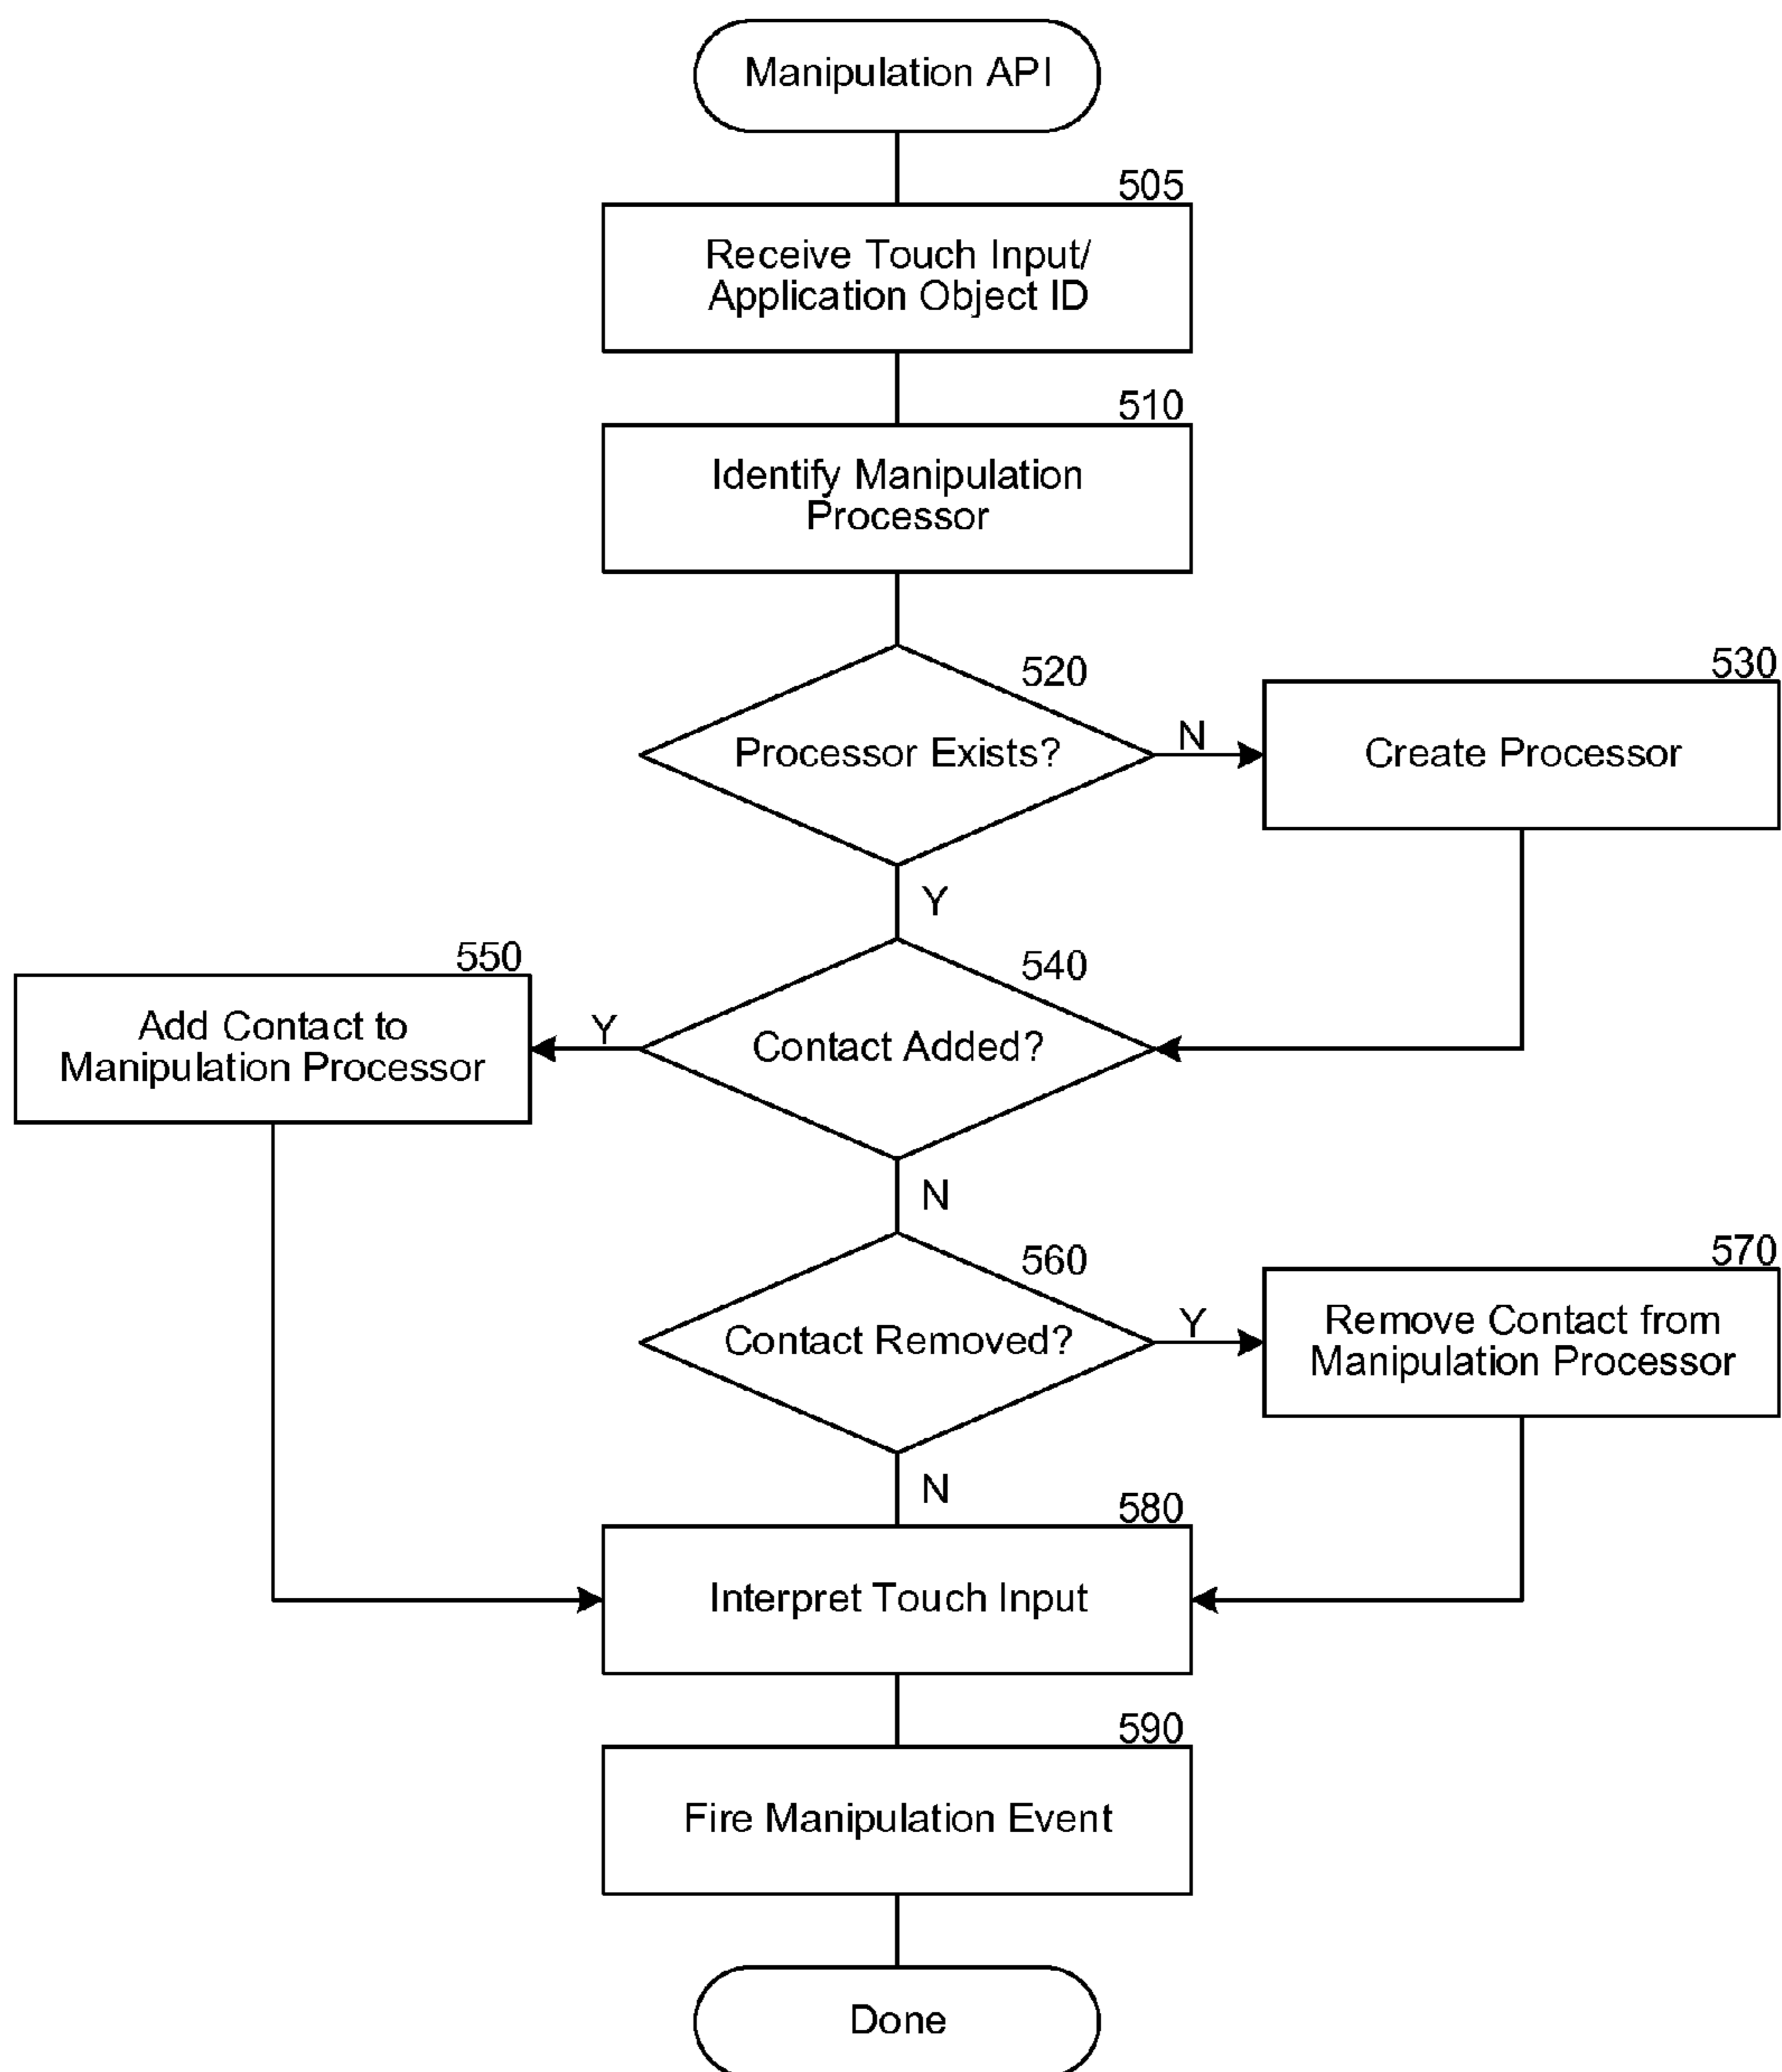 Manipulation API
505
Receive Touch Input/
Application Object ID
510
Identify Manipulation
Processor
520
Processor Exists?
N
530
Create Processor
Y
540
Contact Added?
Y
550
Add Contact to
Manipulation Processor
N
560
Contact Removed?
Y
570
Remove Contact from
Manipulation Processor
N
580
Interpret Touch Input
590
Fire Manipulation Event
Done